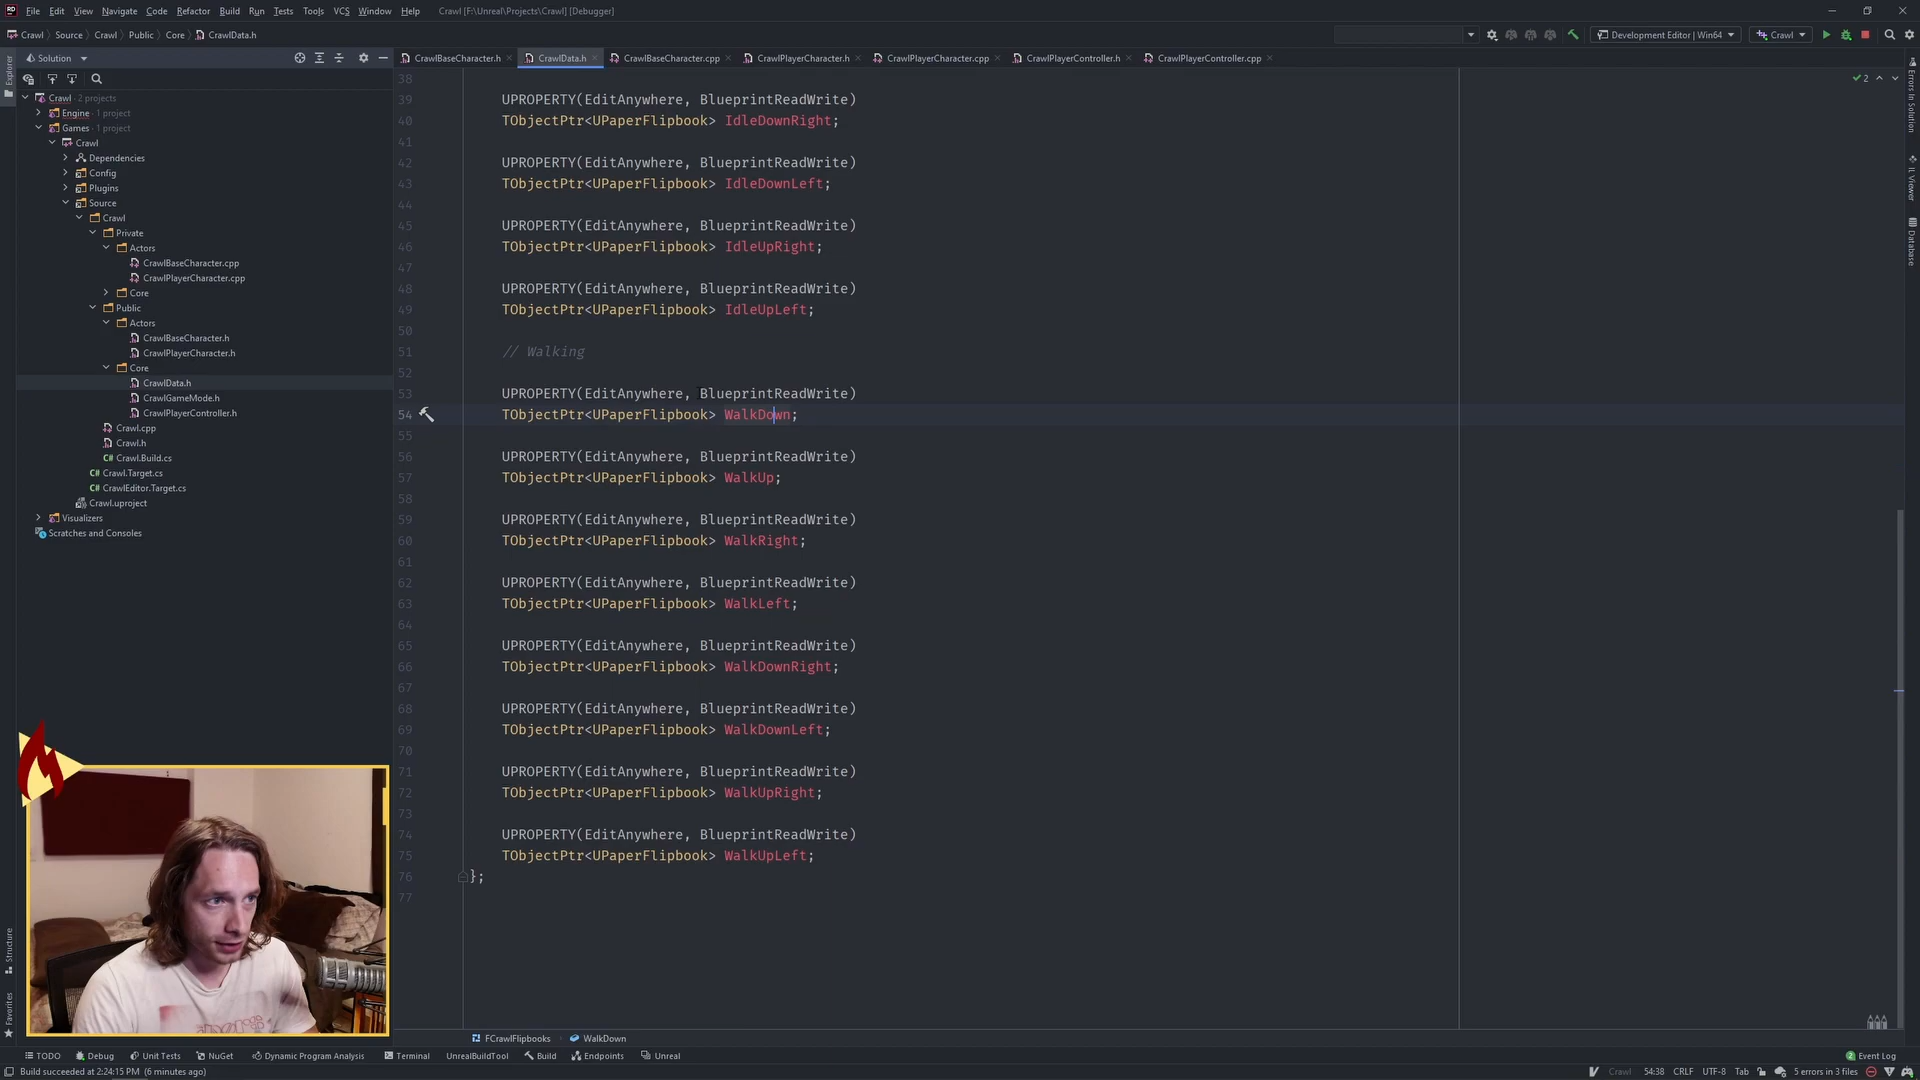 File Edit View Navigate Code Refactor Build Run Tests Tools VCS Window Help Crawl [F:\Unreal\Projects\Crawl] [Debugger]
Crawl Source Crawl Public Core CrawlData.h Development Editor | Win64 Crawl
Solution CrawlBaseCharacter.h CrawlData.h CrawlBaseCharacter.cpp CrawlPlayerCharacter.h CrawlPlayerCharacter.cpp CrawlPlayerController.h CrawlPlayerController.cpp
Explorer
Crawl · 2 projects
Engine · 1 project
Games · 1 project
Crawl
Dependencies
Config
Plugins
Source
Crawl
Private
Actors
CrawlBaseCharacter.cpp
CrawlPlayerCharacter.cpp
Core
Public
Actors
CrawlBaseCharacter.h
CrawlPlayerCharacter.h
Core
CrawlData.h
CrawlGameMode.h
CrawlPlayerController.h
Crawl.cpp
Crawl.h
Crawl.Build.cs
Crawl.Target.cs
CrawlEditor.Target.cs
Crawl.uproject
Visualizers
Scratches and Consoles
Structure
Favorites
38
39 UPROPERTY(EditAnywhere, BlueprintReadWrite)
40 TObjectPtr<UPaperFlipbook> IdleDownRight;
41
42 UPROPERTY(EditAnywhere, BlueprintReadWrite)
43 TObjectPtr<UPaperFlipbook> IdleDownLeft;
44
45 UPROPERTY(EditAnywhere, BlueprintReadWrite)
46 TObjectPtr<UPaperFlipbook> IdleUpRight;
47
48 UPROPERTY(EditAnywhere, BlueprintReadWrite)
49 TObjectPtr<UPaperFlipbook> IdleUpLeft;
50
51 // Walking
52
53 UPROPERTY(EditAnywhere, BlueprintReadWrite)
54 TObjectPtr<UPaperFlipbook> WalkDown;
55
56 UPROPERTY(EditAnywhere, BlueprintReadWrite)
57 TObjectPtr<UPaperFlipbook> WalkUp;
58
59 UPROPERTY(EditAnywhere, BlueprintReadWrite)
60 TObjectPtr<UPaperFlipbook> WalkRight;
61
62 UPROPERTY(EditAnywhere, BlueprintReadWrite)
63 TObjectPtr<UPaperFlipbook> WalkLeft;
64
65 UPROPERTY(EditAnywhere, BlueprintReadWrite)
66 TObjectPtr<UPaperFlipbook> WalkDownRight;
67
68 UPROPERTY(EditAnywhere, BlueprintReadWrite)
69 TObjectPtr<UPaperFlipbook> WalkDownLeft;
70
71 UPROPERTY(EditAnywhere, BlueprintReadWrite)
72 TObjectPtr<UPaperFlipbook> WalkUpRight;
73
74 UPROPERTY(EditAnywhere, BlueprintReadWrite)
75 TObjectPtr<UPaperFlipbook> WalkUpLeft;
76 };
77
2
Errors In Solution
IL Viewer
Database
FCrawlFlipbooks WalkDown
TODO Debug Unit Tests NuGet Dynamic Program Analysis Terminal UnrealBuildTool Build Endpoints Unreal 2 Event Log
Build succeeded at 2:24:15 PM (6 minutes ago) Crawl 54:38 CRLF UTF-8 Tab 5 errors in 3 files